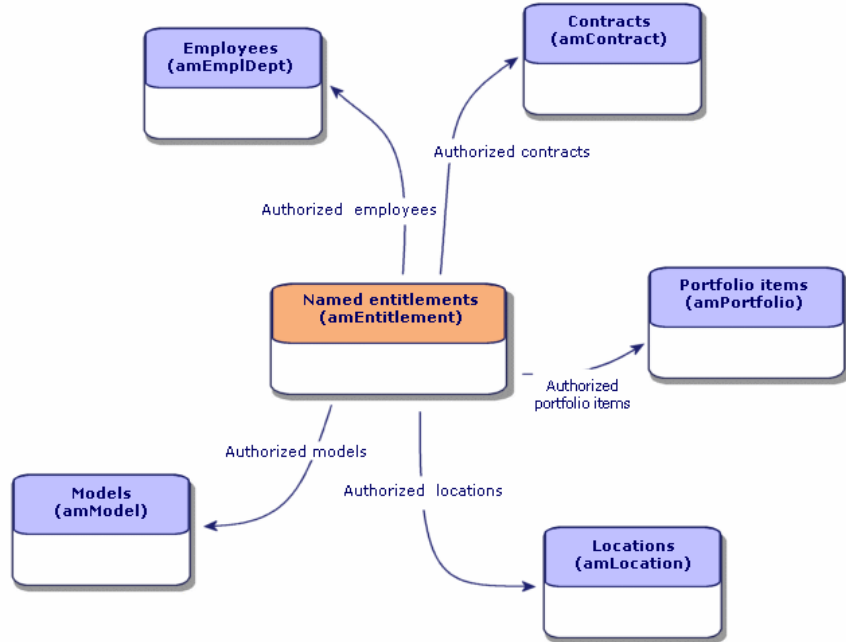 Contracts
(amContract)
Employees
(amEmplDept)
Authorized contracts
Authorized employees
Named entitlements
(amEntitlement)
Portfolio items
(amPortfolio)
Authorized
portfolio items
Authorized models
Authorized locations
Models
(amModel)
Locations
(amLocation)